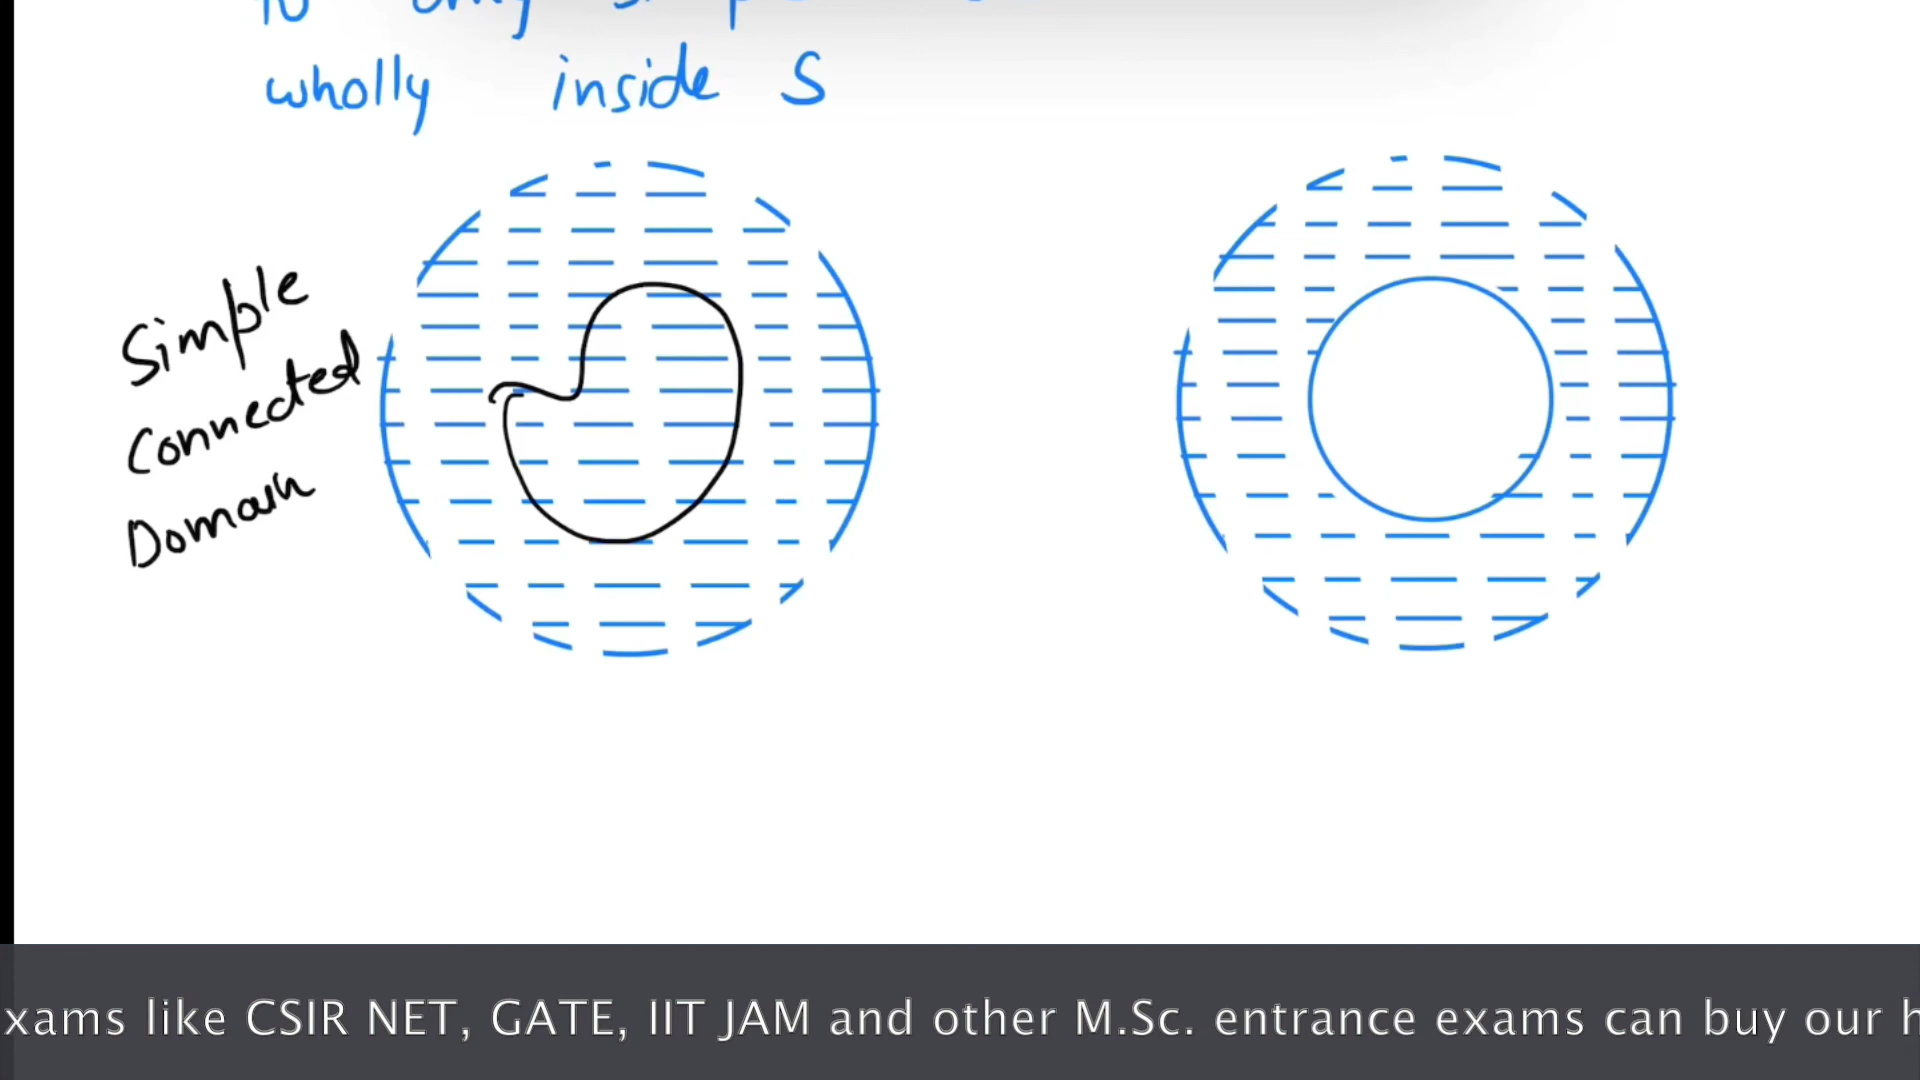 wholly inside S
Simple
Connected
Domain
xams like CSIR NET, GATE, IIT JAM and other M.Sc. entrance exams can buy our h